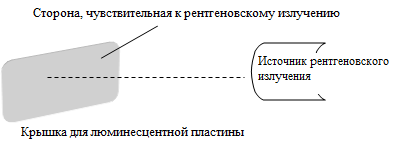 Сторона, чувствительная к рентгеновскому излучению
Источник рентгеновского
излучения
Крышка для люминесцентной пластины